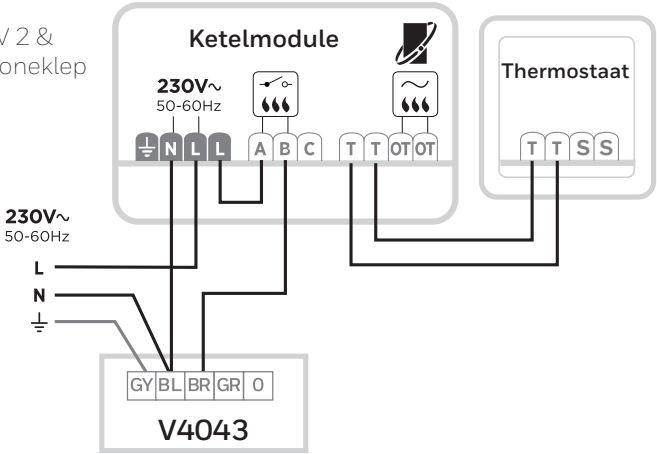 V 2 &
oneklep
Ketelmodule
Thermostaat
230V~
50-60Hz
N L L A B C T T OT OT
T T S S
230V~
50-60Hz
L
N
GY BL BR GR O
V4043